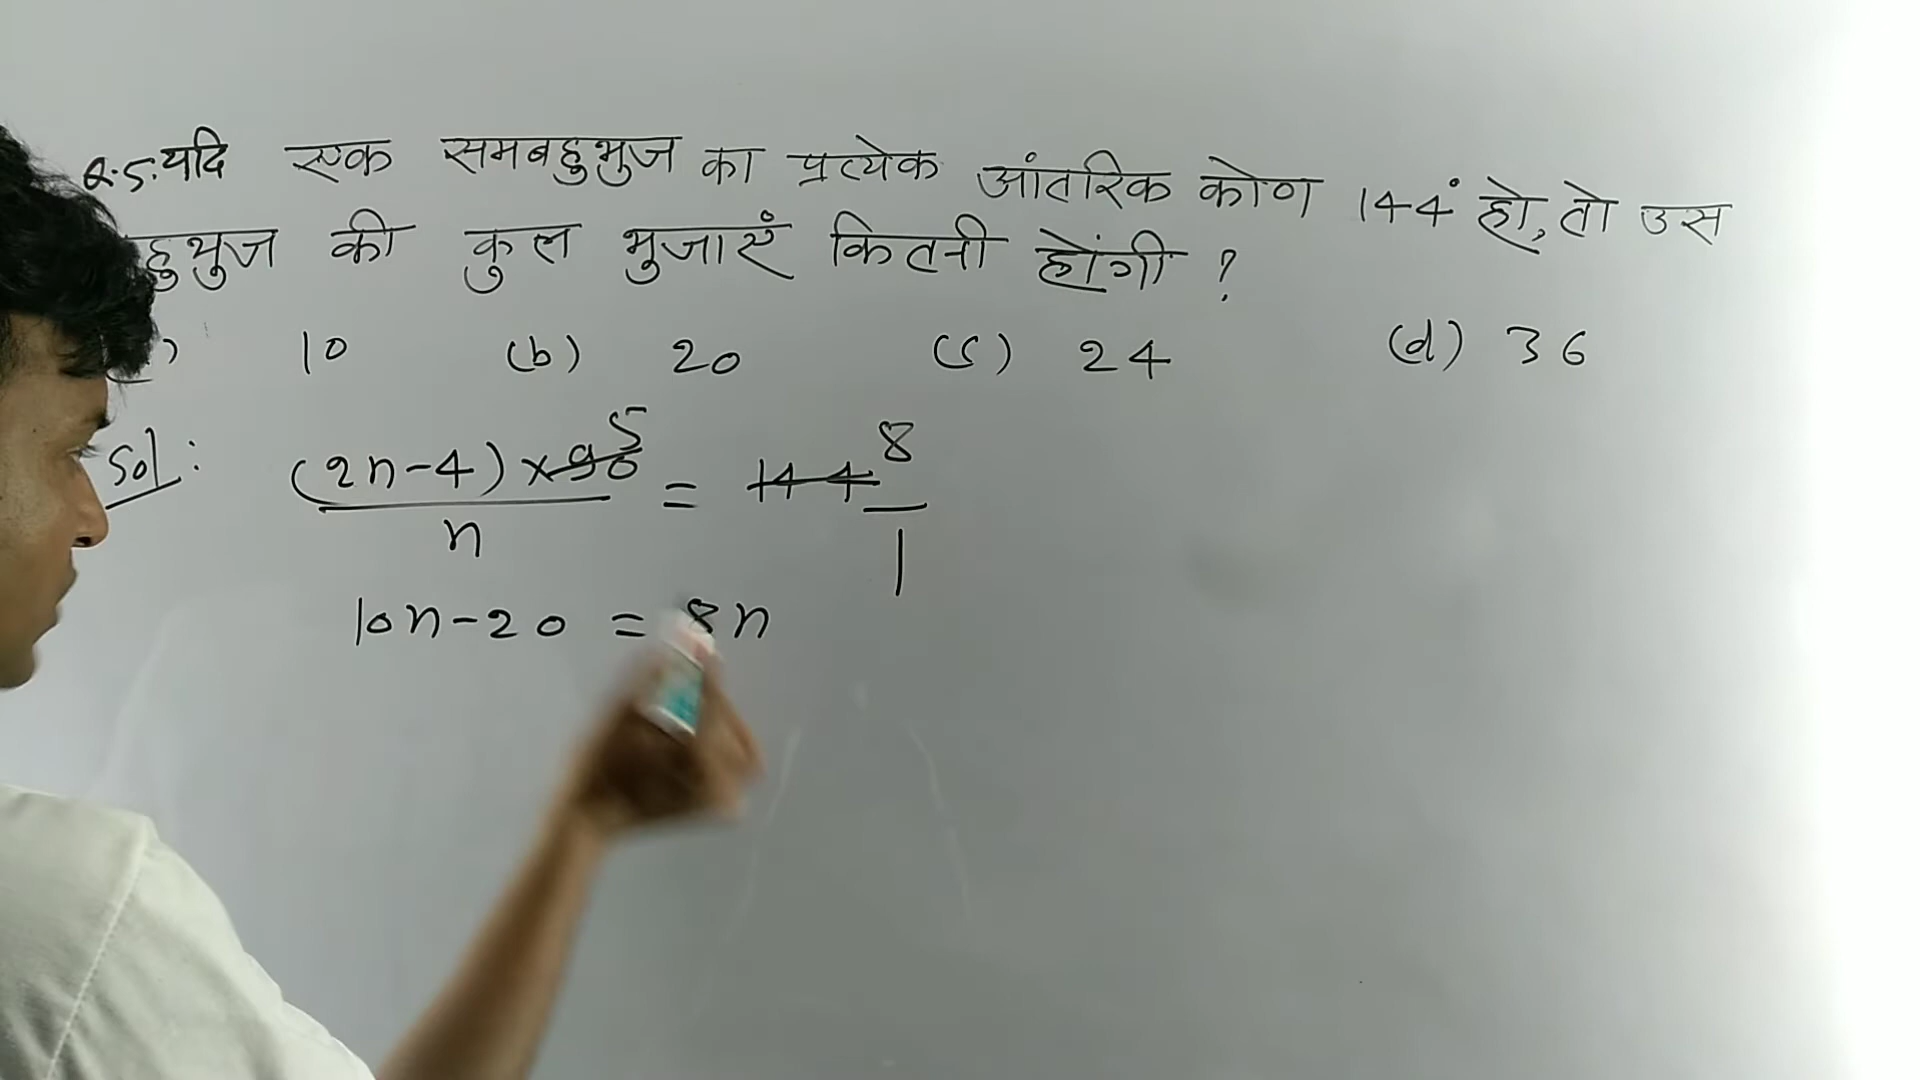 Q.5. यदि एक समबहुभुज का प्रत्येक आंतरिक कोण 144° हो, तो उस
हुभुज की कुल भुजाएं कितनी होंगी ?
10 (b) 20 (c) 24 (d) 36
Sol: (2n-4)×90 5 = 144 8
n 1
10n-20 = 8n